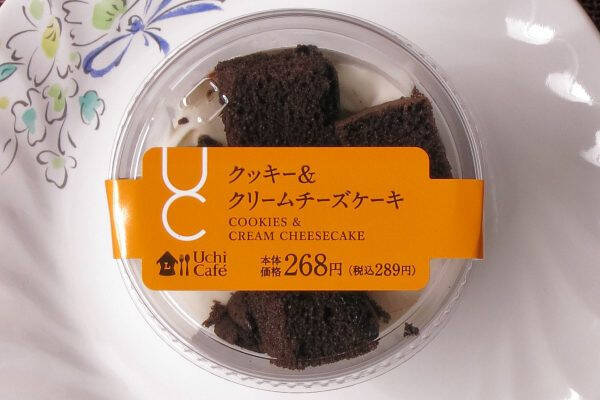 UC
クッキー&
クリームチーズケーキ
COOKIES &
CREAM CHEESECAKE
L
Uchi
Café
本体
価格268円(税込289円)